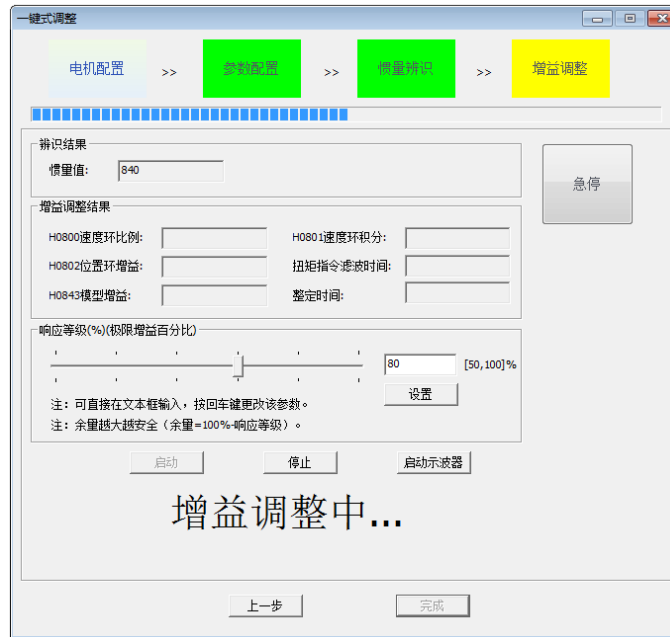 一键式调整
电机配置 >> 参数配置 >> 惯量辨识 >> 增益调整
辨识结果
惯量值: 840
急停
增益调整结果
H0800速度环比例: H0801速度环积分:
H0802位置环增益: 扭矩指令滤波时间:
H0843模型增益: 整定时间:
响应等级(%)(极限增益百分比)
80 [50,100]%
设置
注：可直接在文本框输入，按回车键更改该参数。
注：余量越大越安全（余量=100%-响应等级）。
启动 停止 启动示波器
增益调整中...
上一步 完成